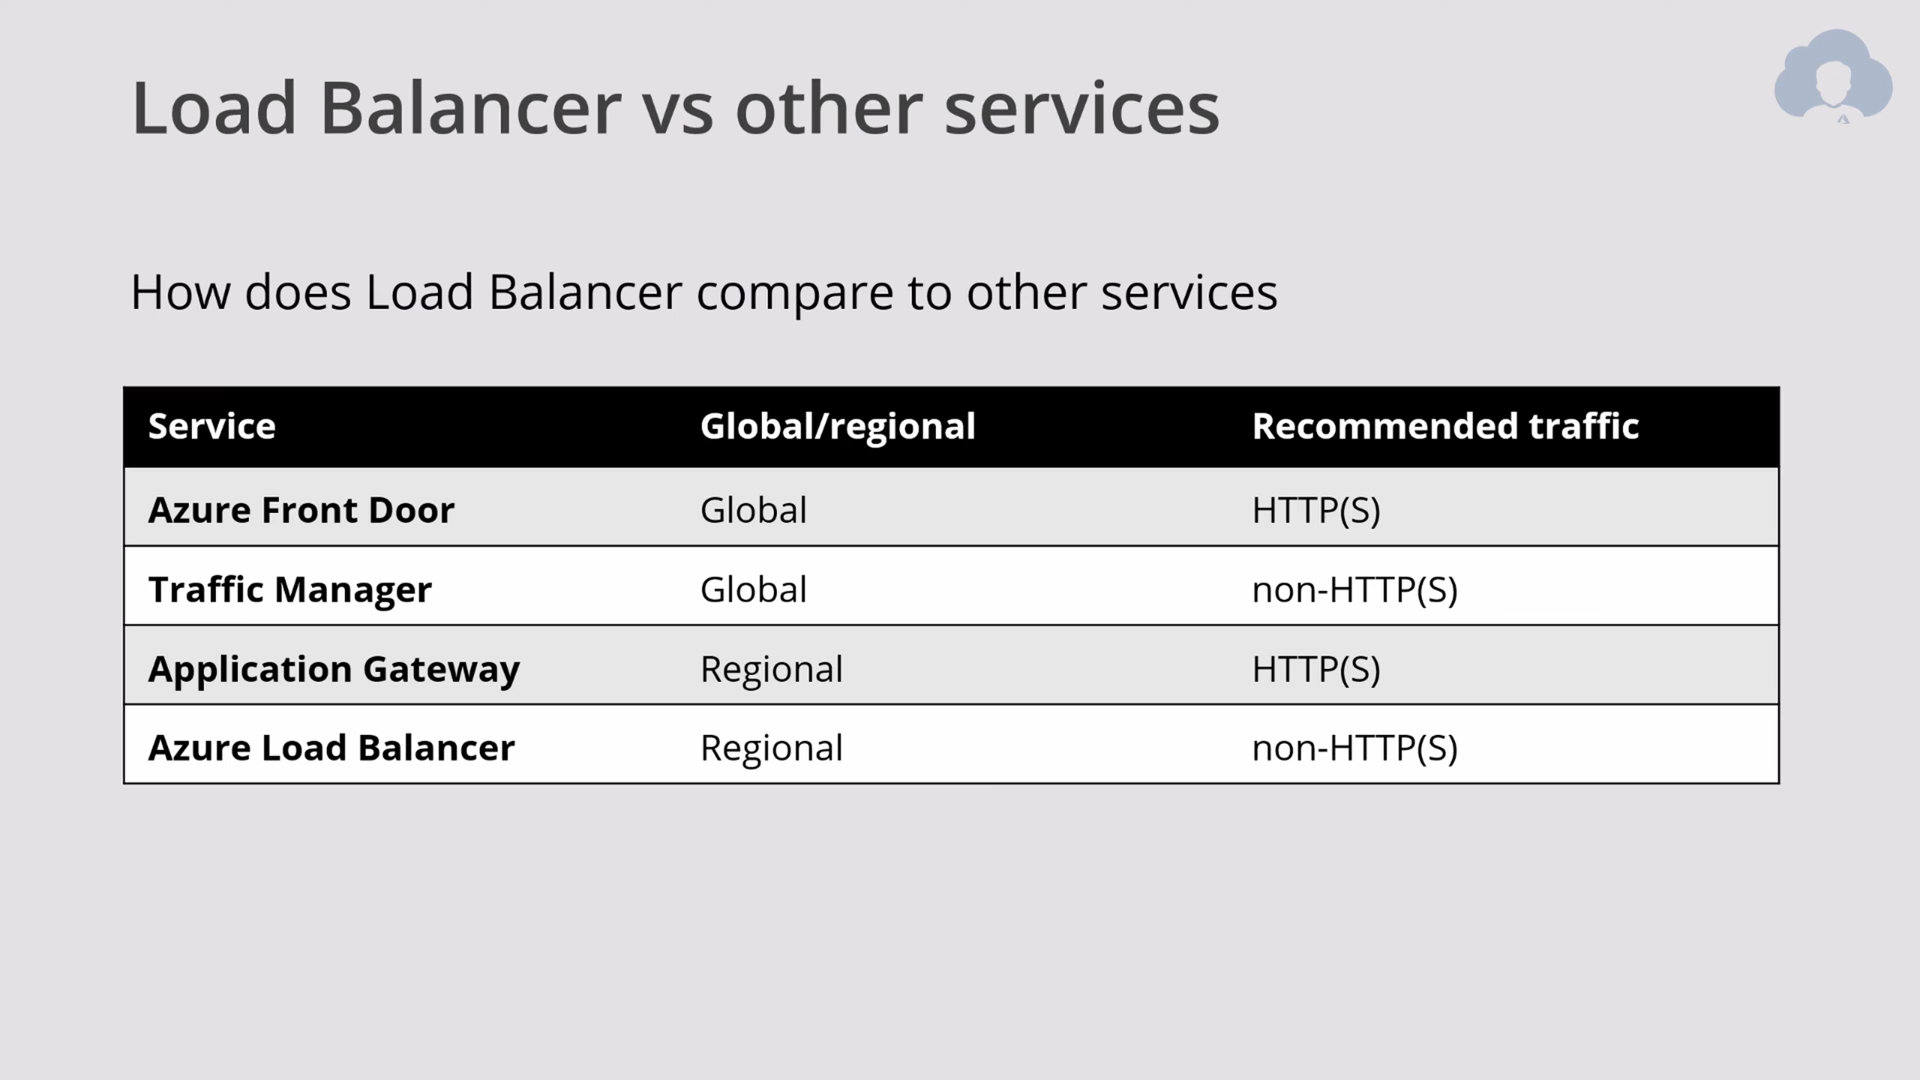 Load Balancer vs other services
How does Load Balancer compare to other services
Service Global/regional Recommended traffic
Azure Front Door Global HTTP(S)
Traffic Manager Global non-HTTP(S)
Application Gateway Regional HTTP(S)
Azure Load Balancer Regional non-HTTP(S)